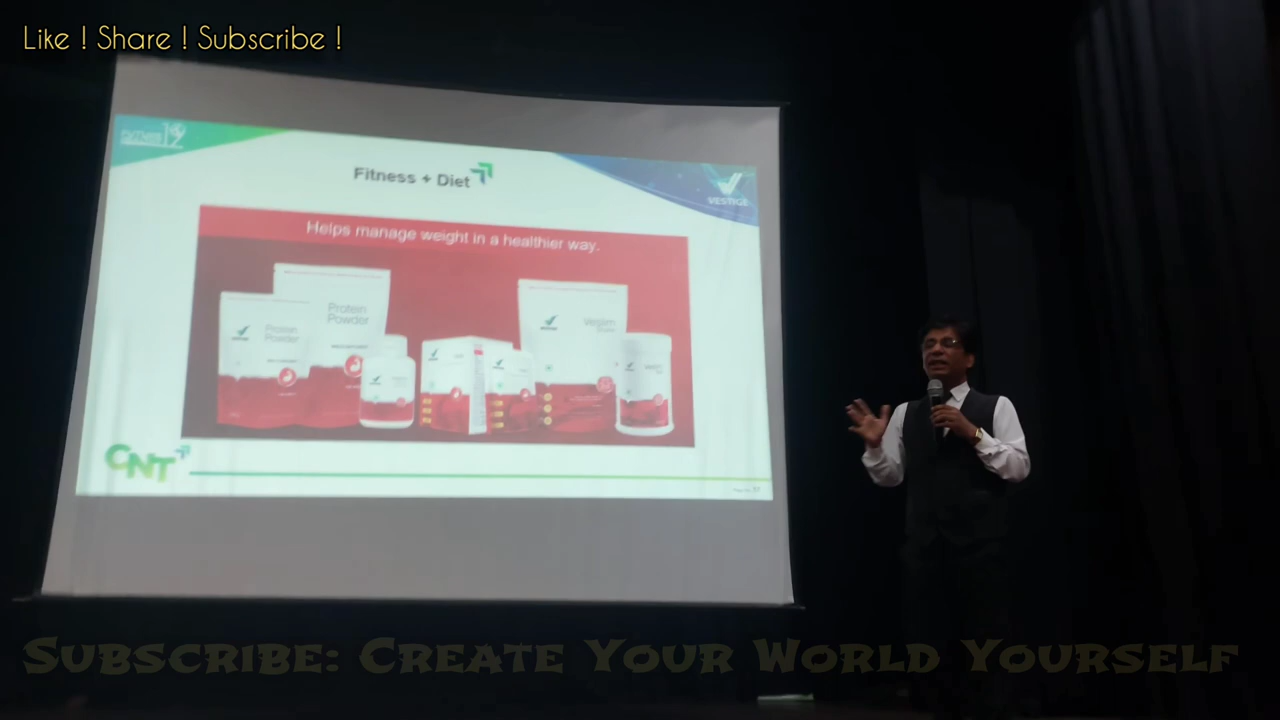 Like ! Share ! Subscribe !
Fitness + Diet
VESTIGE
Helps manage weight in a healthier way.
Protein
Powder
Protein
Powder
CNT
SUBSCRIBE: CREATE YOUR WORLD YOURSELF